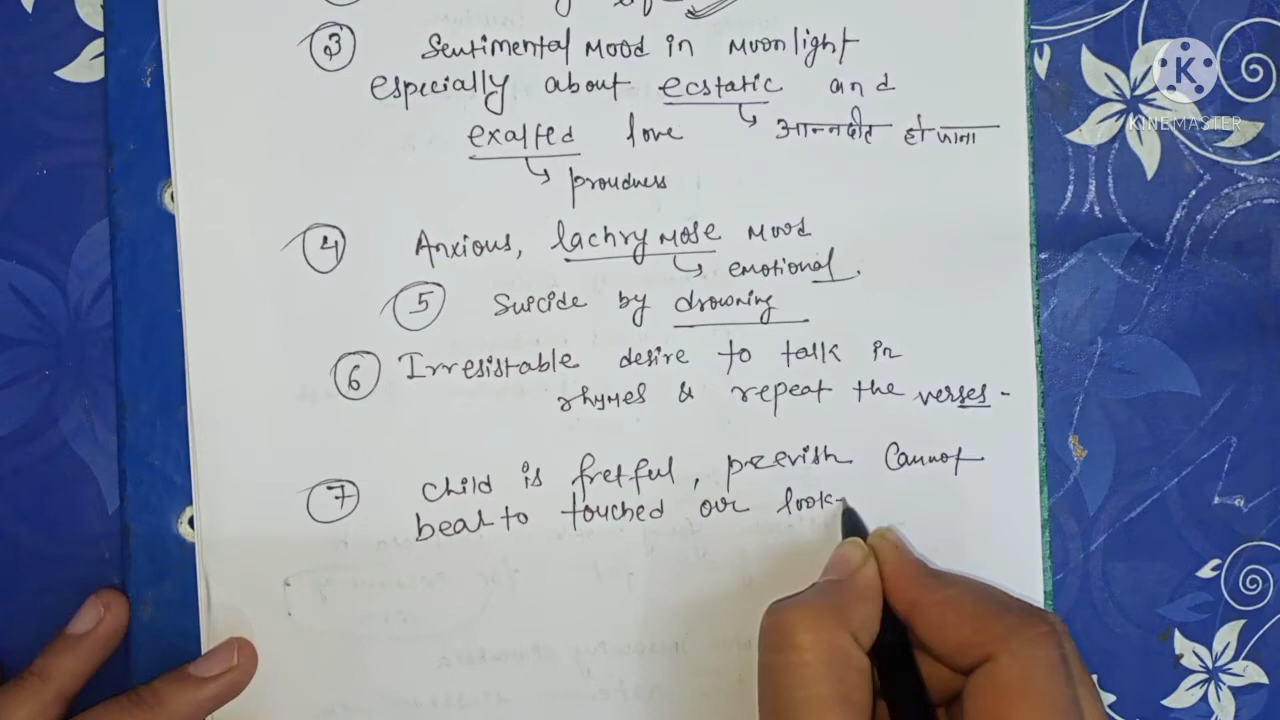 ③ Sentimental Mood in Moonlight
especially about ecstatic and
exalted love ↳ आनन्दीत हो जाना
↳ proudness
④ Anxious, lachrymose Mood
↳ emotional.
⑤ Suicide by drowning
⑥ Irresistable desire to talk in
rhymes & repeat the verses -
⑦ child is fretful, peevish cannot
bear to touched our look
K
KINEMASTER